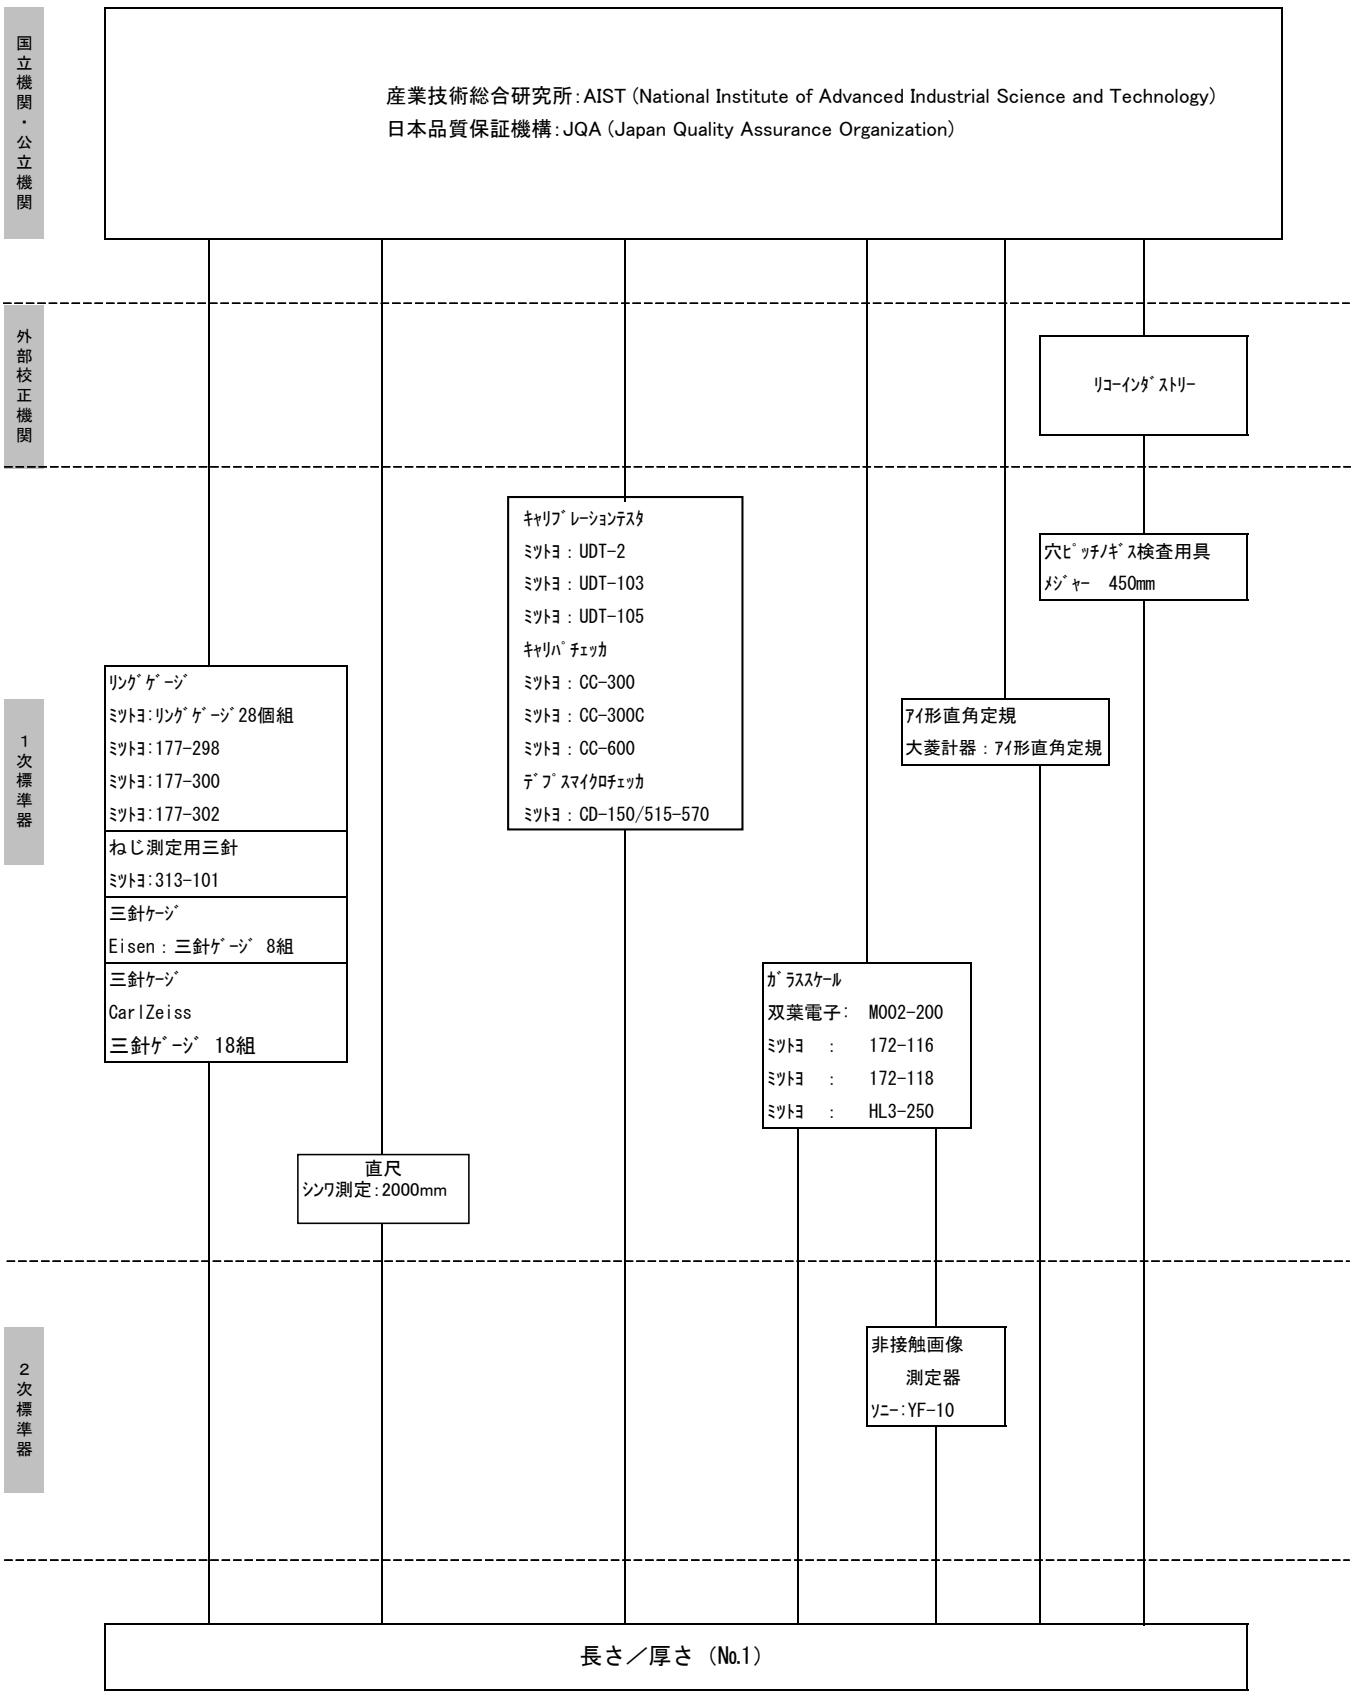 国立機関・公立機関
産業技術総合研究所：AIST (National Institute of Advanced Industrial Science and Technology)
日本品質保証機構：JQA (Japan Quality Assurance Organization)
外部校正機関
ﾘｺｰｲﾝﾀﾞｽﾄﾘｰ
1次標準器
ｷｬﾘﾌﾞﾚｰｼｮﾝﾃｽﾀ
ﾐﾂﾄﾖ：UDT-2
ﾐﾂﾄﾖ：UDT-103
ﾐﾂﾄﾖ：UDT-105
ｷｬﾘﾊﾟﾁｪｯｶ
ﾐﾂﾄﾖ：CC-300
ﾐﾂﾄﾖ：CC-300C
ﾐﾂﾄﾖ：CC-600
ﾃﾞﾌﾟｽﾏｲｸﾛﾁｪｯｶ
ﾐﾂﾄﾖ：CD-150/515-570
穴ﾋﾟｯﾁﾉｷﾞｽ検査用具
ﾒｼﾞｬｰ 450mm
ﾘﾝｸﾞｹﾞｰｼﾞ
ﾐﾂﾄﾖ:ﾘﾝｸﾞｹﾞｰｼﾞ28個組
ﾐﾂﾄﾖ:177-298
ﾐﾂﾄﾖ:177-300
ﾐﾂﾄﾖ:177-302
ねじ測定用三針
ﾐﾂﾄﾖ:313-101
三針ｹｰｼﾞ
Eisen：三針ｹﾞｰｼﾞ 8組
三針ｹｰｼﾞ
CarlZeiss
三針ｹﾞｰｼﾞ 18組
ｱｲ形直角定規
大菱計器：ｱｲ形直角定規
ｶﾞﾗｽｽｹｰﾙ
双葉電子： M002-200
ﾐﾂﾄﾖ ： 172-116
ﾐﾂﾄﾖ ： 172-118
ﾐﾂﾄﾖ ： HL3-250
直尺
ｼﾝﾜ測定：2000mm
2次標準器
非接触画像
測定器
ｿﾆｰ:YF-10
長さ／厚さ（№1）